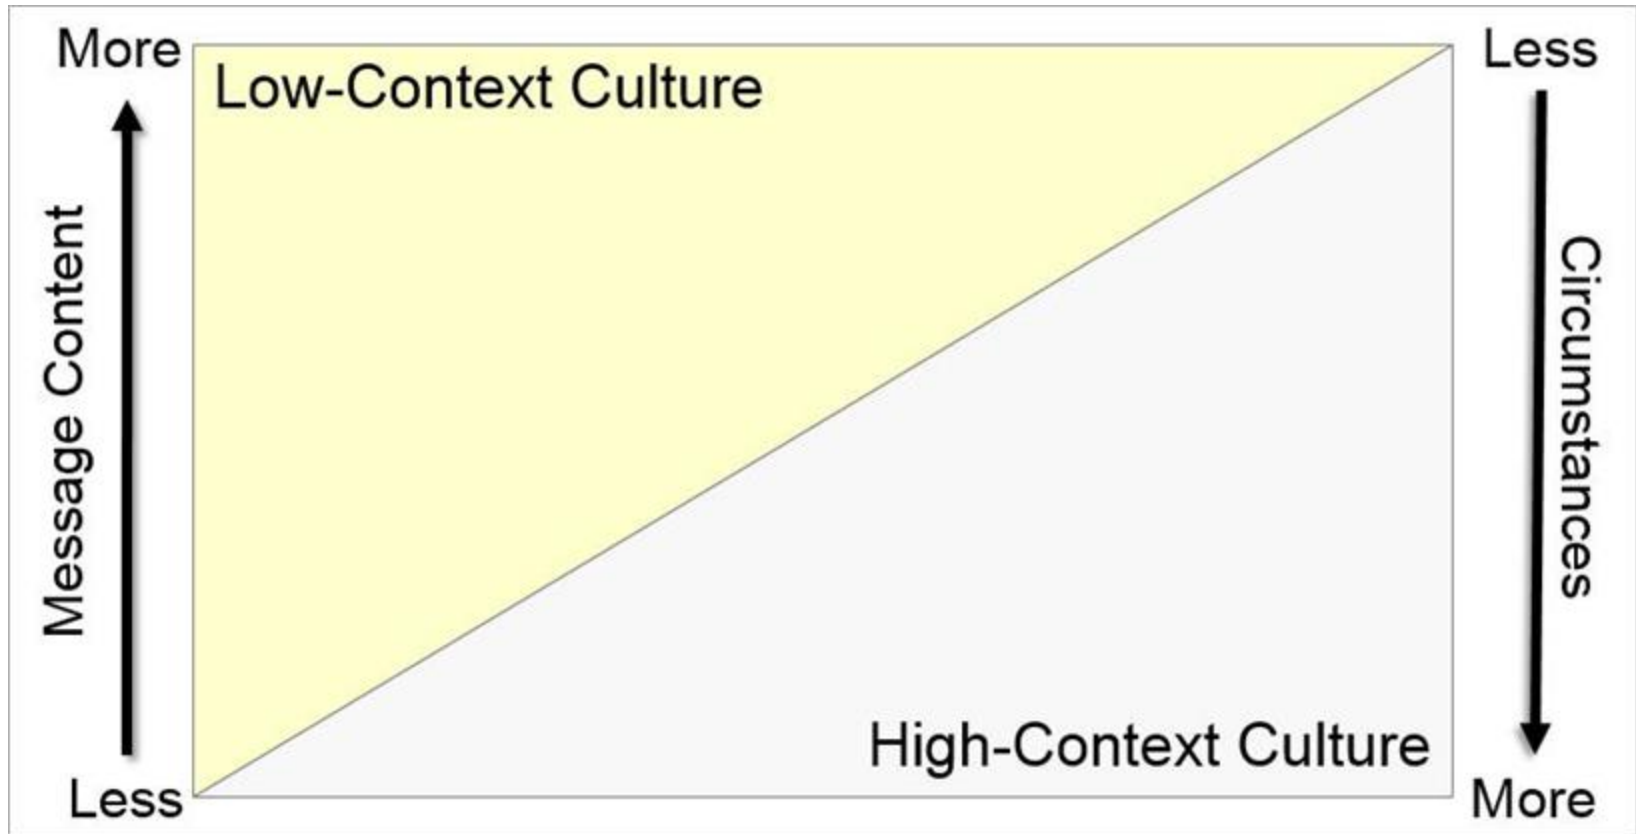 More
Less
Low-Context Culture
Message Content
Circumstances
High-Context Culture
Less
More